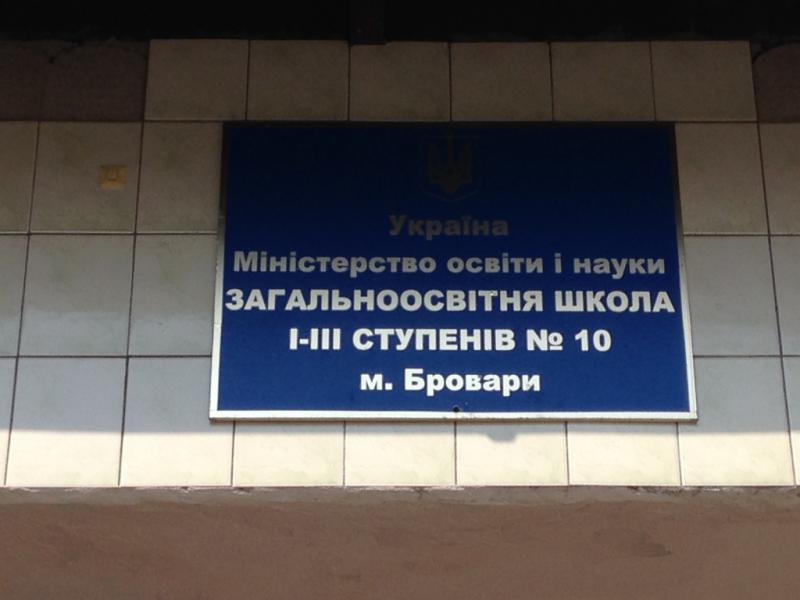 Україна
Міністерство освіти і науки
ЗАГАЛЬНООСВІТНЯ ШКОЛА
І-ІІІ СТУПЕНІВ № 10
м. Бровари